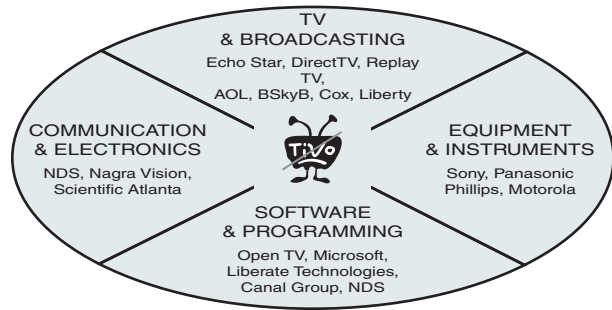 TV
& BROADCASTING
Echo Star, DirectTV, Replay
TV,
AOL, BSkyB, Cox, Liberty
COMMUNICATION
& ELECTRONICS
NDS, Nagra Vision,
Scientific Atlanta
TiVo
EQUIPMENT
& INSTRUMENTS
Sony, Panasonic
Phillips, Motorola
SOFTWARE
& PROGRAMMING
Open TV, Microsoft,
Liberate Technologies,
Canal Group, NDS